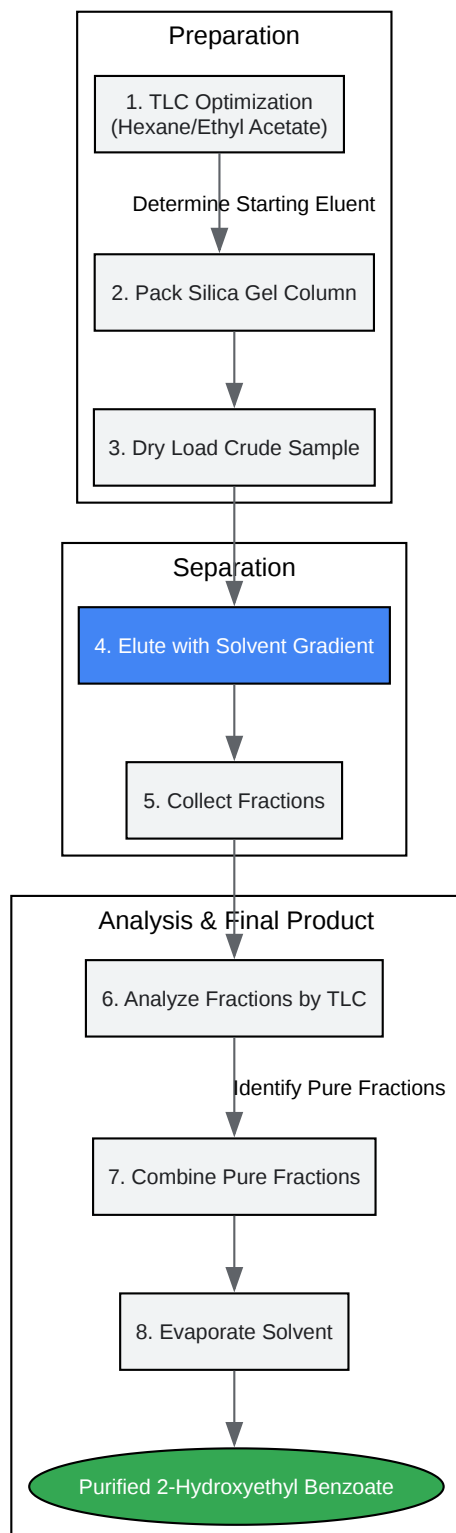 Preparation
1. TLC Optimization
(Hexane/Ethyl Acetate)
Determine Starting Eluent
2. Pack Silica Gel Column
3. Dry Load Crude Sample
Separation
4. Elute with Solvent Gradient
5. Collect Fractions
Analysis & Final Product
6. Analyze Fractions by TLC
Identify Pure Fractions
7. Combine Pure Fractions
8. Evaporate Solvent
Purified 2-Hydroxyethyl Benzoate